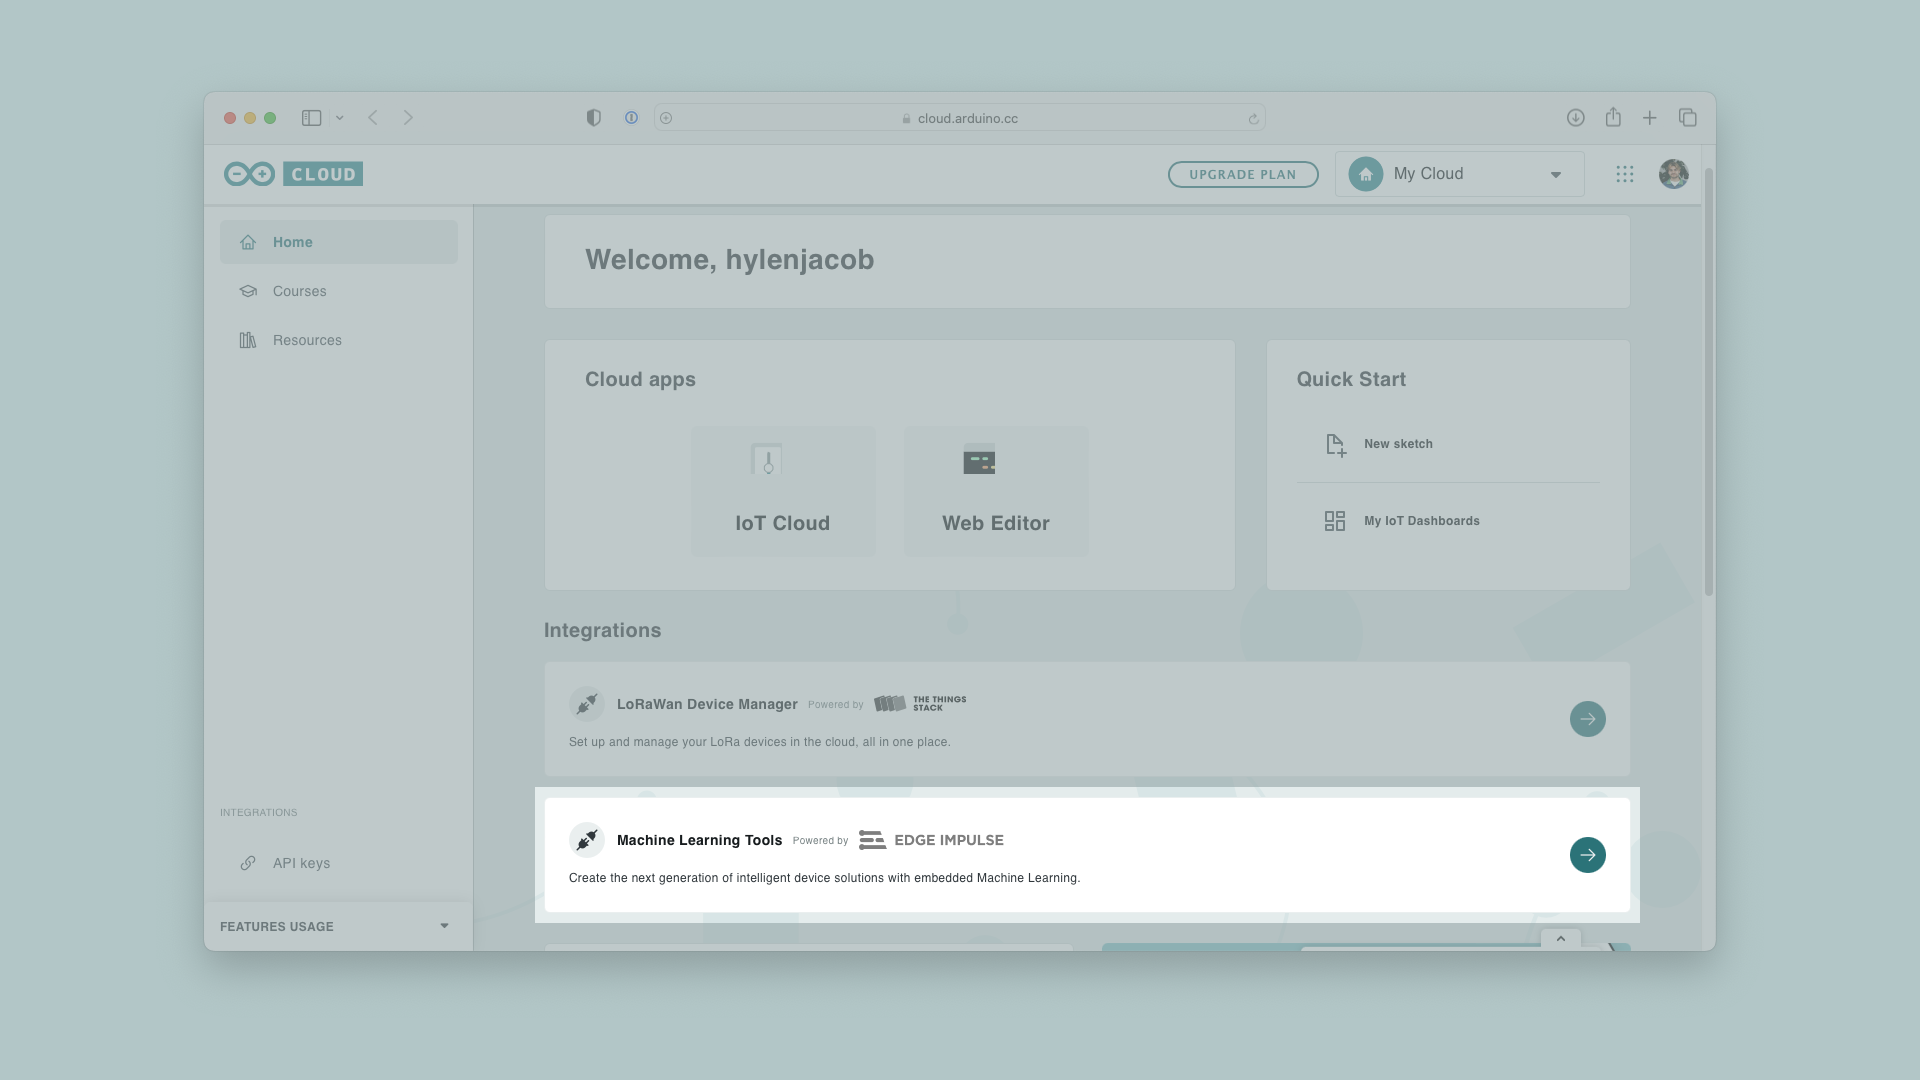 cloud.arduino.cc
CLOUD
UPGRADE PLAN
My Cloud
Home
Courses
Resources
INTEGRATIONS
API keys
FEATURES USAGE
Welcome, hylenjacob
Cloud apps
IoT Cloud
Web Editor
Quick Start
New sketch
My IoT Dashboards
Integrations
LoRaWan Device Manager Powered by THE THINGS
STACK
Set up and manage your LoRa devices in the cloud, all in one place.
Machine Learning Tools Powered by EDGE IMPULSE
Create the next generation of intelligent device solutions with embedded Machine Learning.